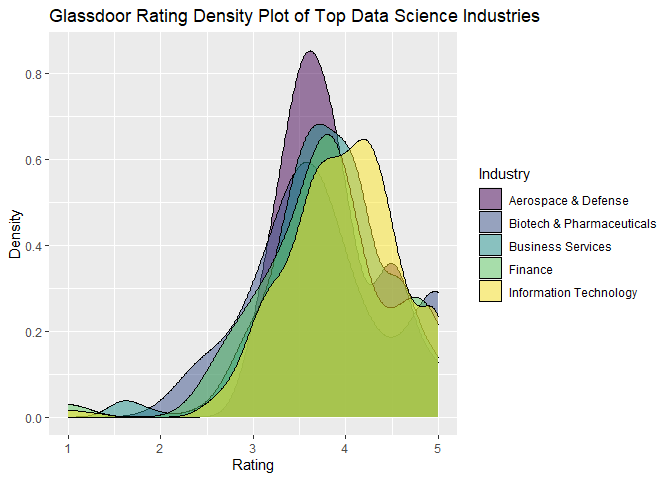 Glassdoor Rating Density Plot of Top Data Science Industries
Density
0.8
0.6
0.4
0.2
0.0
1 2 3 4 5
Rating
Industry
Aerospace & Defense
Biotech & Pharmaceuticals
Business Services
Finance
Information Technology